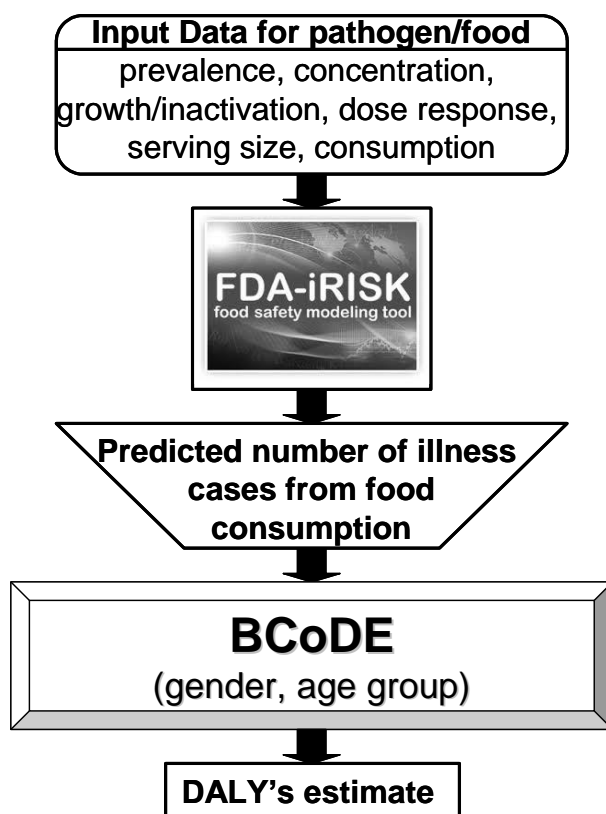 Input Data for pathogen/food
prevalence, concentration,
growth/inactivation, dose response,
serving size, consumption
FDA-iRISK
food safety modeling tool
Predicted number of illness
cases from food
consumption
BCoDE
(gender, age group)
DALY's estimate